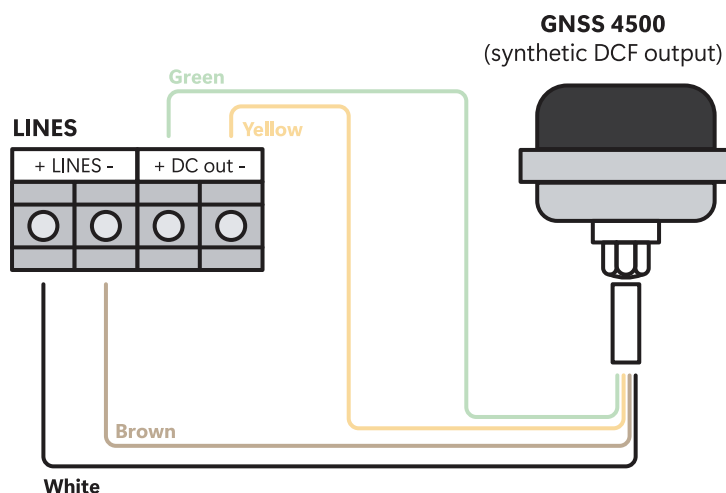 GNSS 4500
(synthetic DCF output)
Green
Yellow
LINES
+ LINES - + DC out -
Brown
White